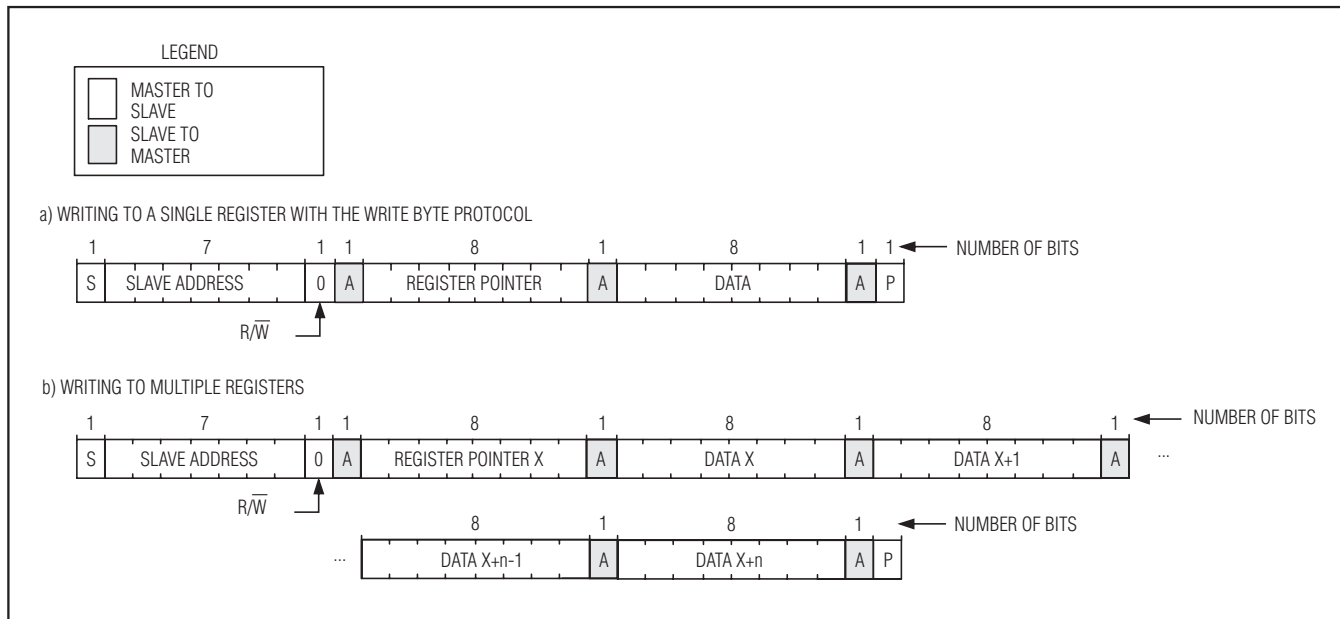 LEGEND
MASTER TO
SLAVE
SLAVE TO
MASTER
a) WRITING TO A SINGLE REGISTER WITH THE WRITE BYTE PROTOCOL
1 7 1 1 8 1 8 1 1 NUMBER OF BITS
S SLAVE ADDRESS 0 A REGISTER POINTER A DATA A P
R/W̅
b) WRITING TO MULTIPLE REGISTERS
1 7 1 1 8 1 8 1 8 1 NUMBER OF BITS
S SLAVE ADDRESS 0 A REGISTER POINTER X A DATA X A DATA X+1 A ...
R/W̅
8 1 8 1 NUMBER OF BITS
... DATA X+n-1 A DATA X+n A P